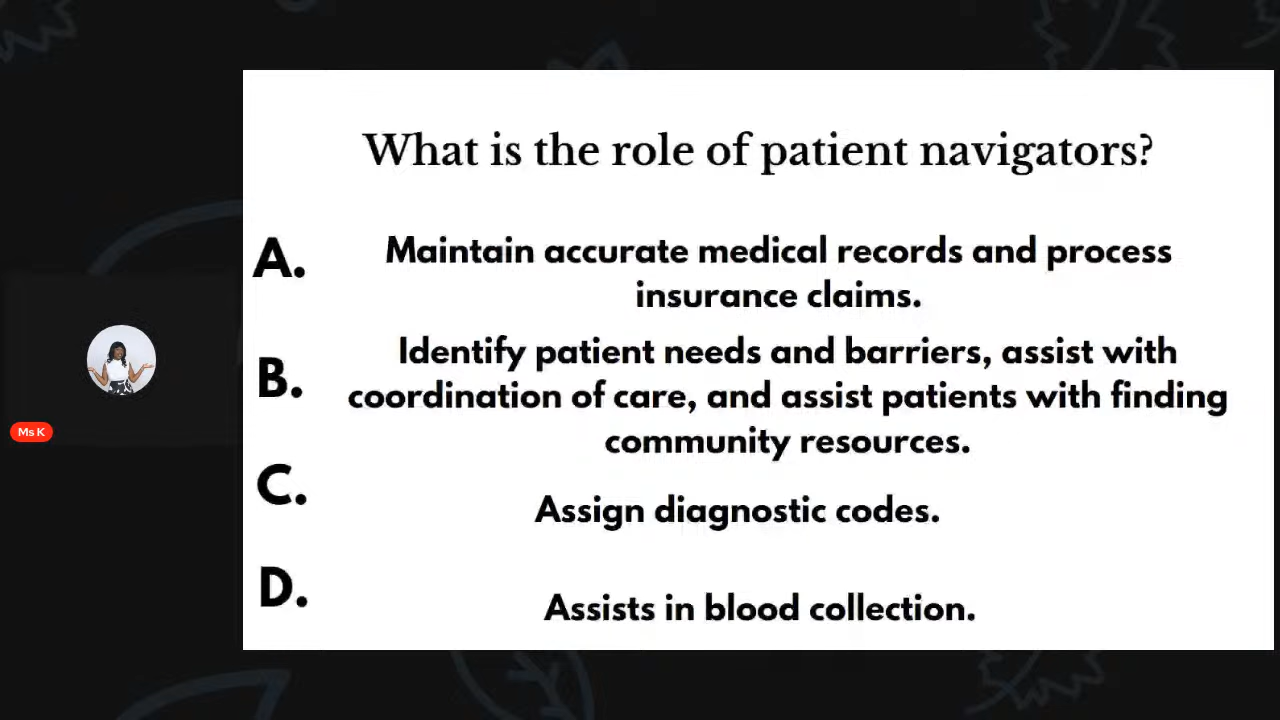 What is the role of patient navigators?
A.
Maintain accurate medical records and process
insurance claims.
B.
Identify patient needs and barriers, assist with
coordination of care, and assist patients with finding
community resources.
C.
Assign diagnostic codes.
D.
Assists in blood collection.
Ms K